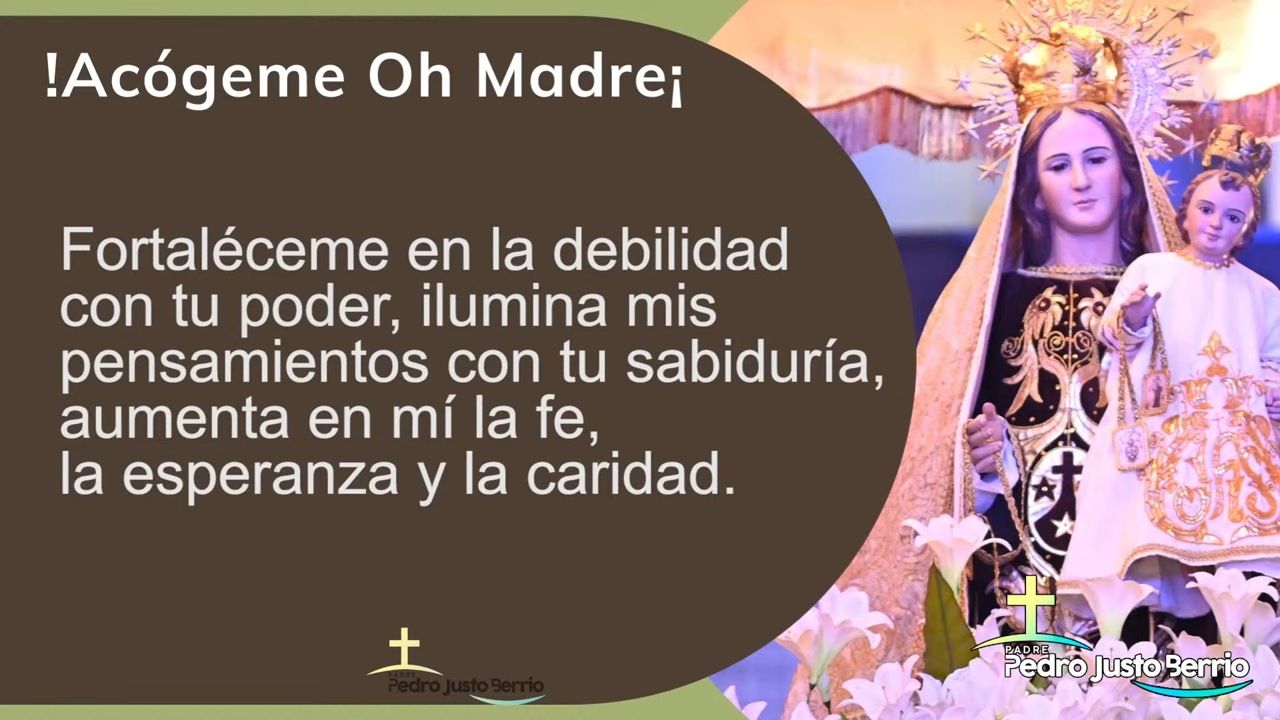 !Acógeme Oh Madre¡
Fortaléceme en la debilidad
con tu poder, ilumina mis
pensamientos con tu sabiduría,
aumenta en mí la fe,
la esperanza y la caridad.
PADRE
Pedro Justo Berrio
PADRE
Pedro Justo Berrio